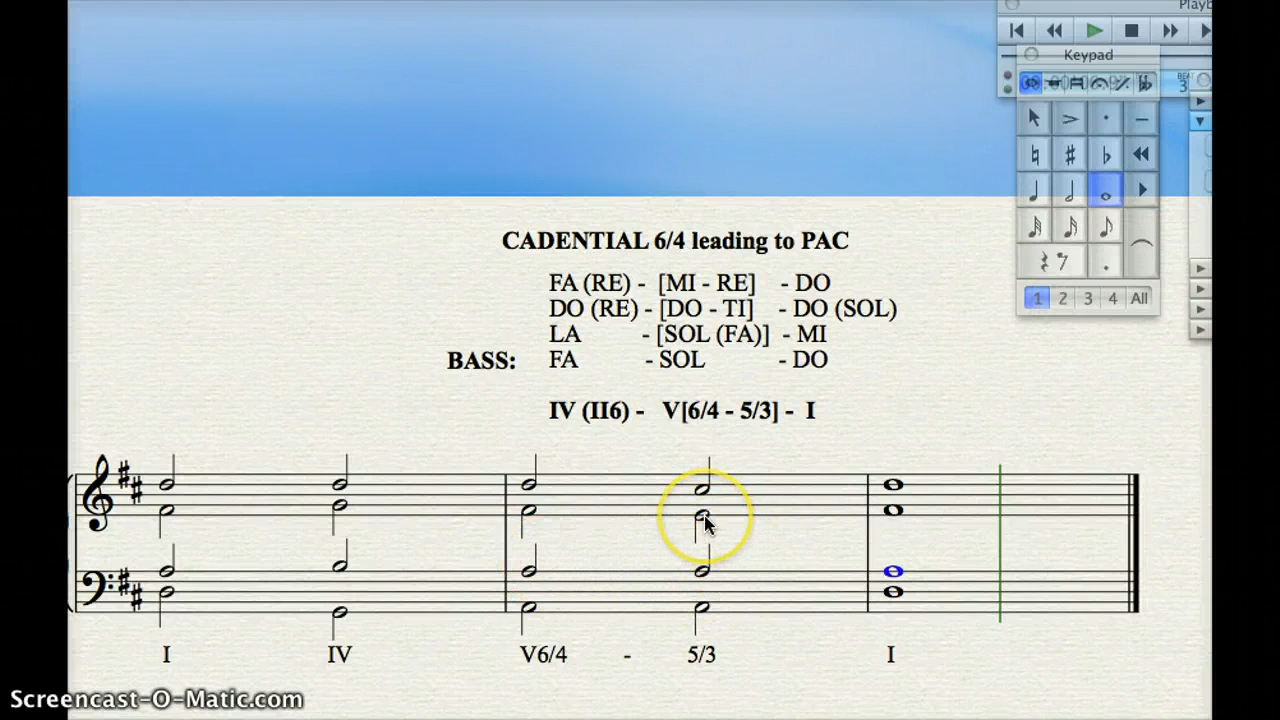 Playb
Keypad
1 2 3 4 All
CADENTIAL 6/4 leading to PAC
FA (RE) - [MI - RE] - DO
DO (RE) - [DO - TI] - DO (SOL)
LA - [SOL (FA)] - MI
BASS: FA - SOL - DO
IV (II6) - V[6/4 - 5/3] - I
I IV V6/4 - 5/3 I
Screencast-O-Matic.com